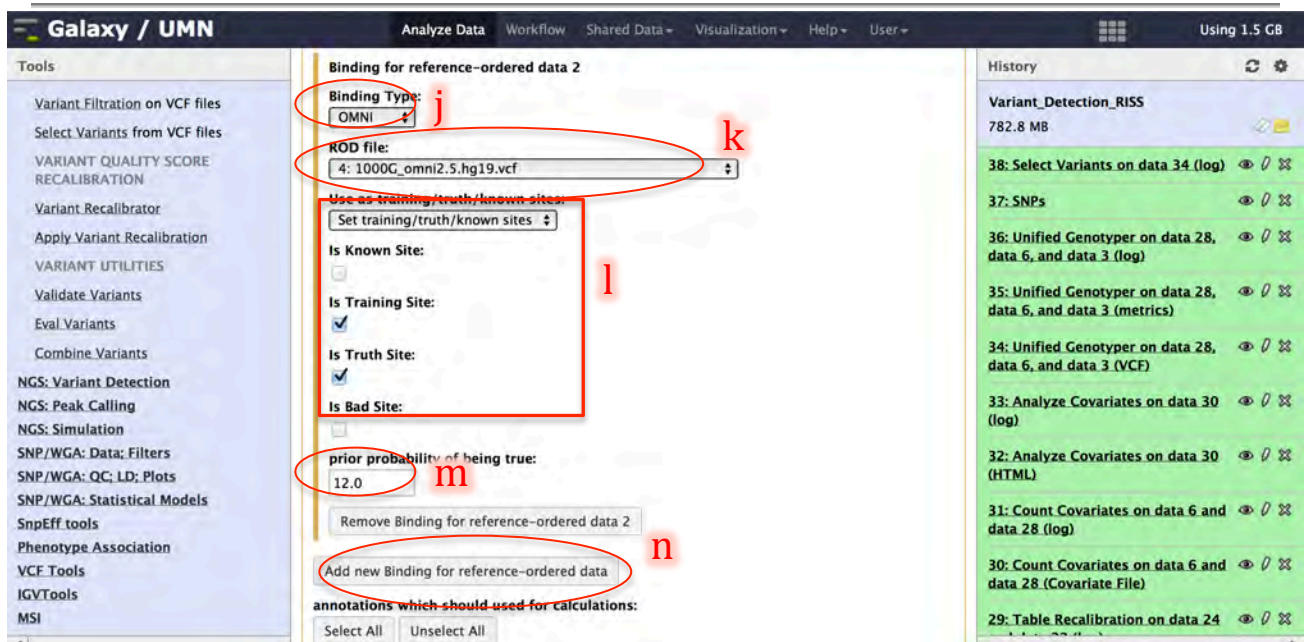 Galaxy / UMN
Analyze Data Workflow Shared Data Visualization Help User
Using 1.5 GB
Tools
Variant Filtration on VCF files
Select Variants from VCF files
VARIANT QUALITY SCORE
RECALIBRATION
Variant Recalibrator
Apply Variant Recalibration
VARIANT UTILITIES
Validate Variants
Eval Variants
Combine Variants
NGS: Variant Detection
NGS: Peak Calling
NGS: Simulation
SNP/WGA: Data; Filters
SNP/WGA: QC; LD; Plots
SNP/WGA: Statistical Models
SnpEff tools
Phenotype Association
VCF Tools
IGVTools
MSI
Binding for reference-ordered data 2
Binding Type:
j
OMNI
k
ROD file:
4: 1000G_omni2.5.hg19.vcf
Use as training/truth/known sites:
Set training/truth/known sites
Is Known Site:
l
Is Training Site:
Is Truth Site:
Is Bad Site:
prior probability of being true:
m
12.0
Remove Binding for reference-ordered data 2
n
Add new Binding for reference-ordered data
annotations which should used for calculations:
Select All Unselect All
History
Variant_Detection_RISS
782.8 MB
38: Select Variants on data 34 (log)
37: SNPs
36: Unified Genotyper on data 28,
data 6, and data 3 (log)
35: Unified Genotyper on data 28,
data 6, and data 3 (metrics)
34: Unified Genotyper on data 28,
data 6, and data 3 (VCF)
33: Analyze Covariates on data 30
(log)
32: Analyze Covariates on data 30
(HTML)
31: Count Covariates on data 6 and
data 28 (log)
30: Count Covariates on data 6 and
data 28 (Covariate File)
29: Table Recalibration on data 24